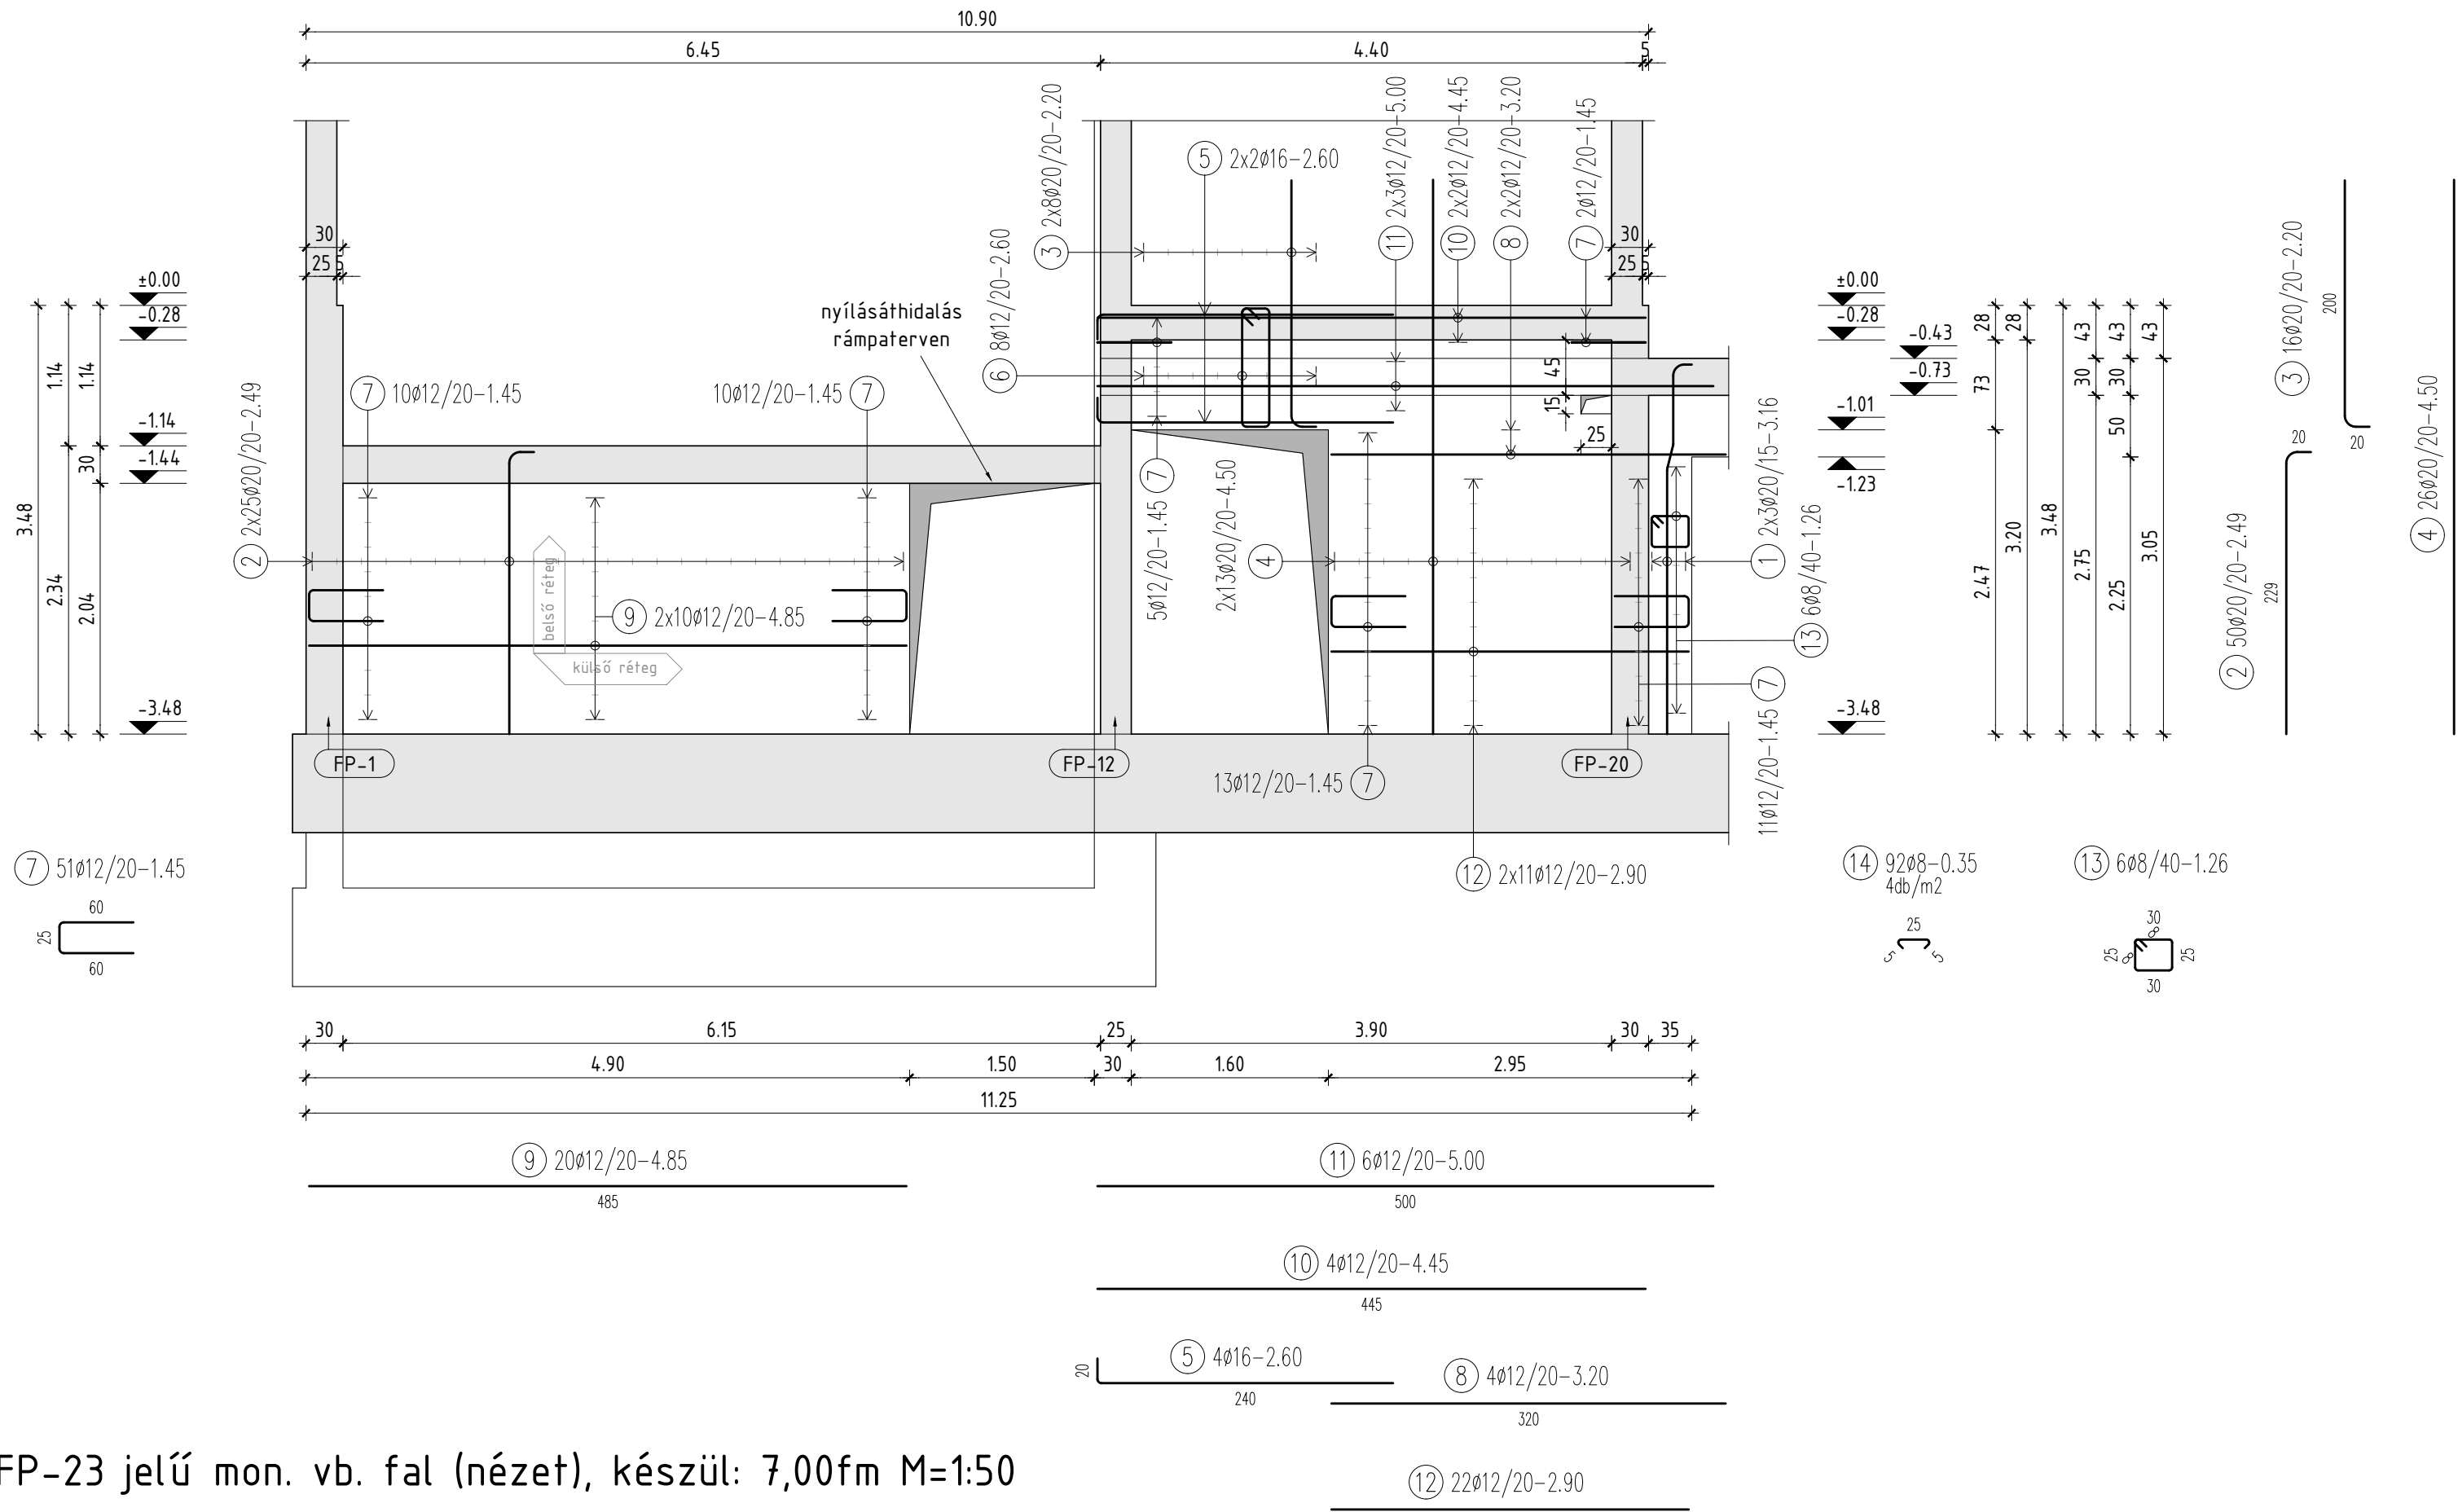 10.90
6.45
4.40
5
③ 2x8ø20/20-2.20
⑤ 2x2ø16-2.60
⑪ 2x3ø12/20-5.00
⑩ 2x2ø12/20-4.45
⑧ 2x2ø12/20-3.20
⑦ 2ø12/20-1.45
30
25
5
30
25
5
⑥ 8ø12/20-2.60
nyílásáthidalás
rámpaterven
±0.00
-0.28
-1.14
-1.44
-3.48
3.48
1.14
2.34
1.14
30
2.04
② 2x25ø20/20-2.49
⑦ 10ø12/20-1.45
10ø12/20-1.45 ⑦
belső réteg
külső réteg
⑨ 2x10ø12/20-4.85
5ø12/20-1.45 ⑦
2x13ø20/20-4.50
④
45
15
25
① 2x3ø20/15-3.16
⑬ 6ø8/40-1.26
11ø12/20-1.45 ⑦
±0.00
-0.28
-0.43
-0.73
-1.01
-1.23
-3.48
28
73
2.47
28
3.20
3.48
43
30
2.75
43
30
50
2.25
43
3.05
③ 16ø20/20-2.20
200
20
② 50ø20/20-2.49
20
229
④ 26ø20/20-4.50
FP-1
FP-12
FP-20
13ø12/20-1.45 ⑦
⑫ 2x11ø12/20-2.90
⑦ 51ø12/20-1.45
60
25
60
⑭ 92ø8-0.35
4db/m2
25
5
5
⑬ 6ø8/40-1.26
30
8
25
8
25
30
30
6.15
25
3.90
30
35
4.90
1.50
30
1.60
2.95
11.25
⑨ 20ø12/20-4.85
485
⑪ 6ø12/20-5.00
500
⑩ 4ø12/20-4.45
445
⑤ 4ø16-2.60
20
240
⑧ 4ø12/20-3.20
320
FP-23 jelű mon. vb. fal (nézet), készül: 7,00fm M=1:50
⑫ 22ø12/20-2.90